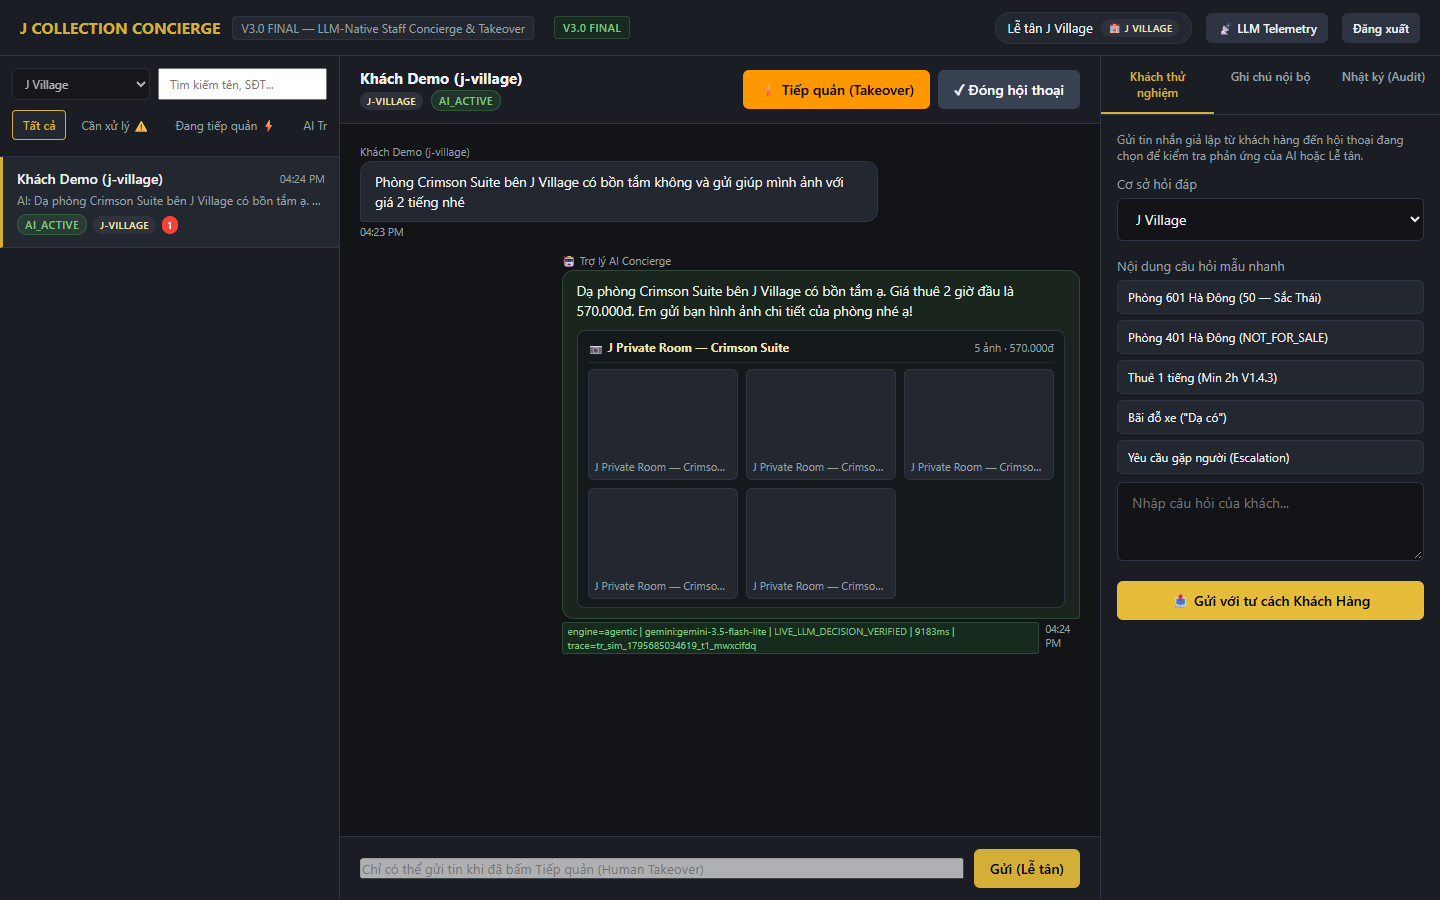 J COLLECTION CONCIERGE
V3.0 FINAL — LLM-Native Staff Concierge & Takeover
V3.0 FINAL
Lễ tân J Village
J VILLAGE
LLM Telemetry
Đăng xuất
J Village
Tìm kiếm tên, SĐT...
Tất cả
Cần xử lý
Đang tiếp quản
AI Tr
Khách Demo (j-village)
04:24 PM
AI: Dạ phòng Crimson Suite bên J Village có bồn tắm ạ. ...
AI_ACTIVE
J-VILLAGE
1
Khách Demo (j-village)
J-VILLAGE
AI_ACTIVE
Tiếp quản (Takeover)
✓ Đóng hội thoại
Khách Demo (j-village)
Phòng Crimson Suite bên J Village có bồn tắm không và gửi giúp mình ảnh với
giá 2 tiếng nhé
04:23 PM
Trợ lý AI Concierge
Dạ phòng Crimson Suite bên J Village có bồn tắm ạ. Giá thuê 2 giờ đầu là
570.000đ. Em gửi bạn hình ảnh chi tiết của phòng nhé ạ!
J Private Room — Crimson Suite
5 ảnh · 570.000đ
J Private Room — Crimso...
J Private Room — Crimso...
J Private Room — Crimso...
J Private Room — Crimso...
J Private Room — Crimso...
engine=agentic | gemini:gemini-3.5-flash-lite | LIVE_LLM_DECISION_VERIFIED | 9183ms |
trace=tr_sim_1795685034619_t1_mwxcifdq
04:24
PM
Chỉ có thể gửi tin khi đã bấm Tiếp quản (Human Takeover)
Gửi (Lễ tân)
Khách thử
nghiệm
Ghi chú nội bộ
Nhật ký (Audit)
Gửi tin nhắn giả lập từ khách hàng đến hội thoại đang
chọn để kiểm tra phản ứng của AI hoặc Lễ tân.
Cơ sở hỏi đáp
J Village
Nội dung câu hỏi mẫu nhanh
Phòng 601 Hà Đông (50 — Sắc Thái)
Phòng 401 Hà Đông (NOT_FOR_SALE)
Thuê 1 tiếng (Min 2h V1.4.3)
Bãi đỗ xe ("Dạ có")
Yêu cầu gặp người (Escalation)
Nhập câu hỏi của khách...
Gửi với tư cách Khách Hàng